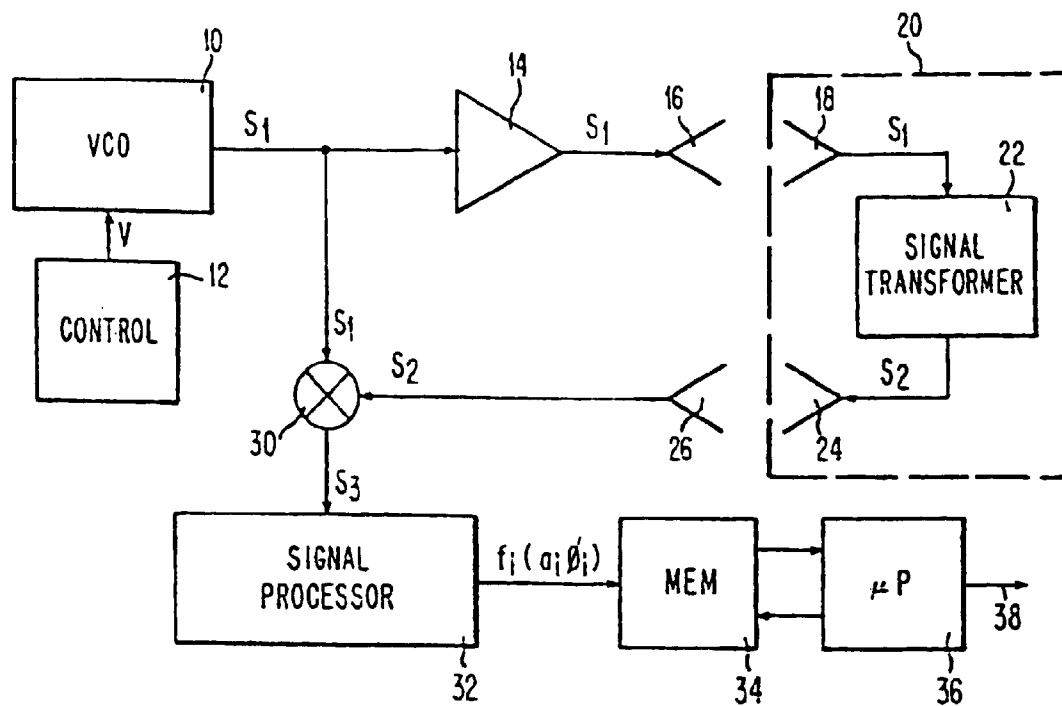 10
VCO
S1
14
S1
16
20
18
S1
22
SIGNAL
TRANSFORMER
V
12
CONTROL
S1
S2
S2
30
26
24
S3
SIGNAL
PROCESSOR
fi (aiøi)
MEM
μP
32
34
36
38